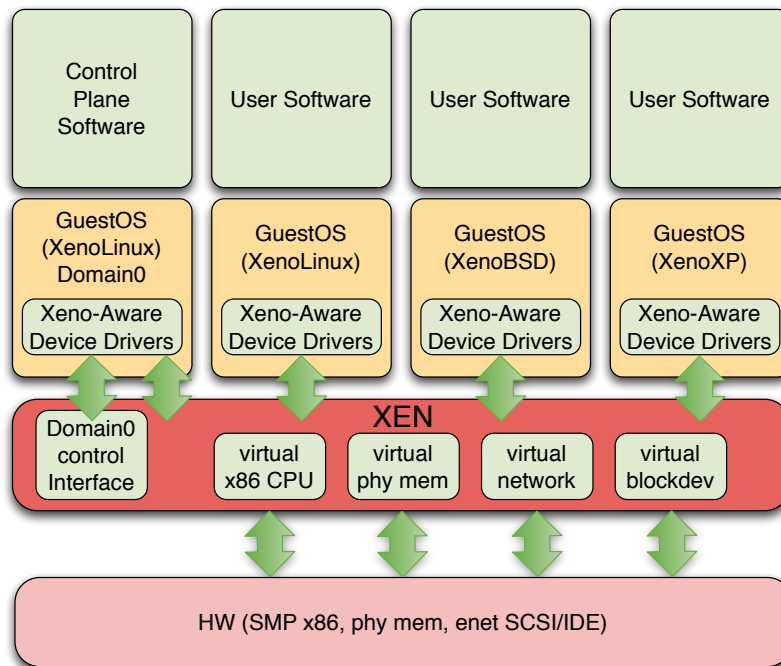 Control
Plane
Software
User Software
User Software
User Software
GuestOS
(XenoLinux)
Domain0
GuestOS
(XenoLinux)
GuestOS
(XenoBSD)
GuestOS
(XenoXP)
Xeno-Aware
Device Drivers
Xeno-Aware
Device Drivers
Xeno-Aware
Device Drivers
Xeno-Aware
Device Drivers
XEN
Domain0
control
Interface
virtual
x86 CPU
virtual
phy mem
virtual
network
virtual
blockdev
HW (SMP x86, phy mem, enet SCSI/IDE)